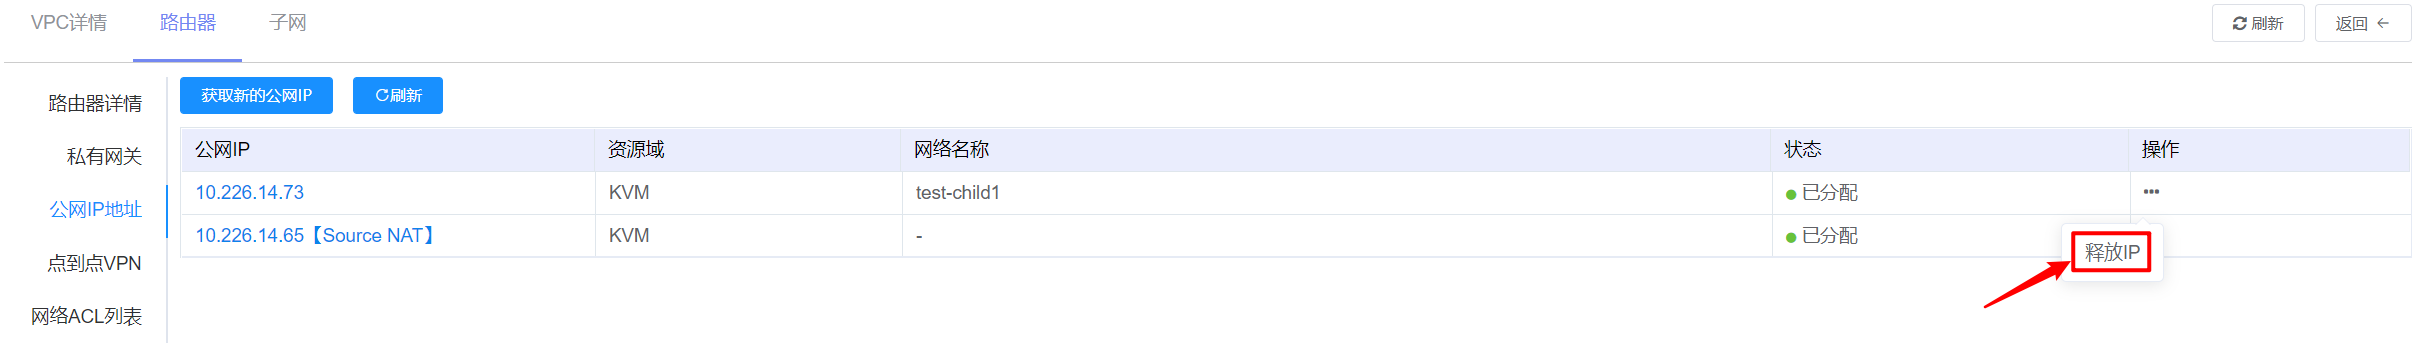 VPC详情 路由器 子网 刷新 返回 ←
路由器详情
私有网关
公网IP地址
点到点VPN
网络ACL列表
获取新的公网IP 刷新
公网IP 资源域 网络名称 状态 操作
10.226.14.73 KVM test-child1 已分配 •••
10.226.14.65【Source NAT】 KVM - 已分配
释放IP